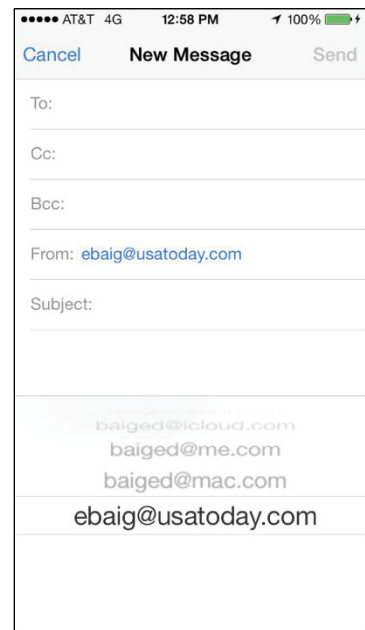 AT&T 4G 12:58 PM 100%
Cancel New Message Send
To:
Cc:
Bcc:
From: ebaig@usatoday.com
Subject:
baiged@icloud.com
baiged@me.com
baiged@mac.com
ebaig@usatoday.com